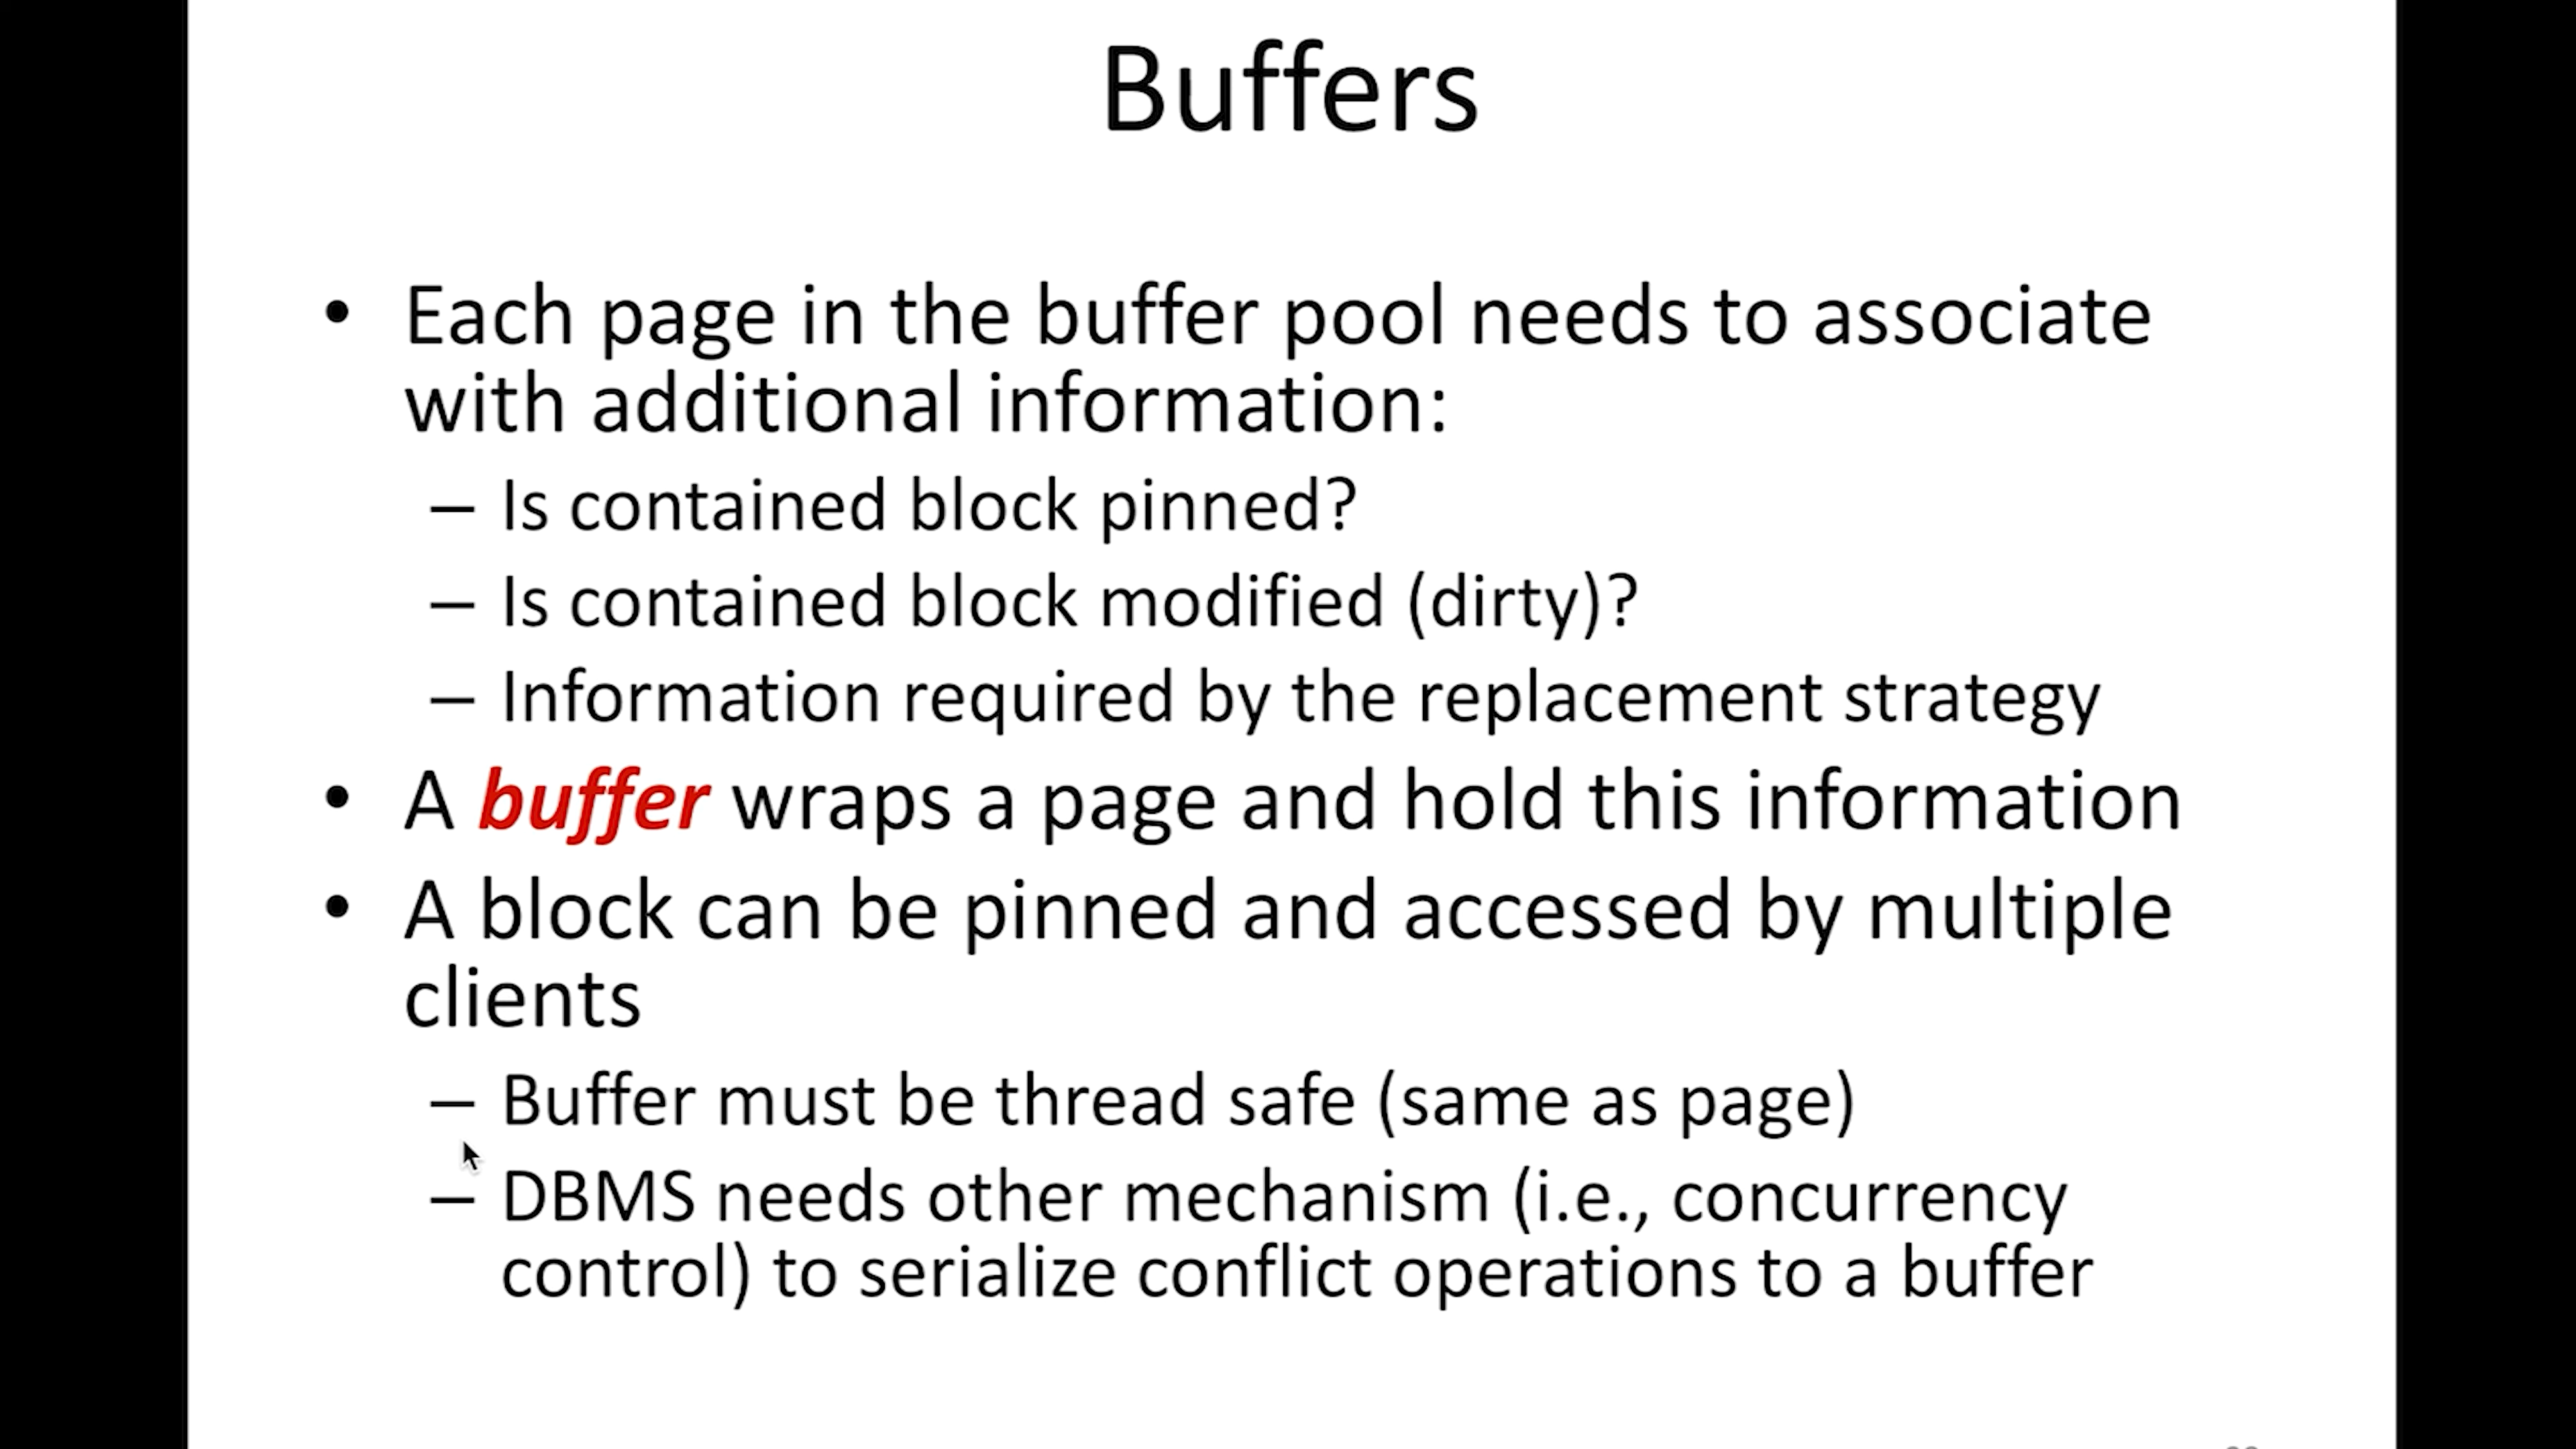 Buffers
• Each page in the buffer pool needs to associate
with additional information:
– Is contained block pinned?
– Is contained block modified (dirty)?
– Information required by the replacement strategy
• A buffer wraps a page and hold this information
• A block can be pinned and accessed by multiple
clients
– Buffer must be thread safe (same as page)
– DBMS needs other mechanism (i.e., concurrency
control) to serialize conflict operations to a buffer